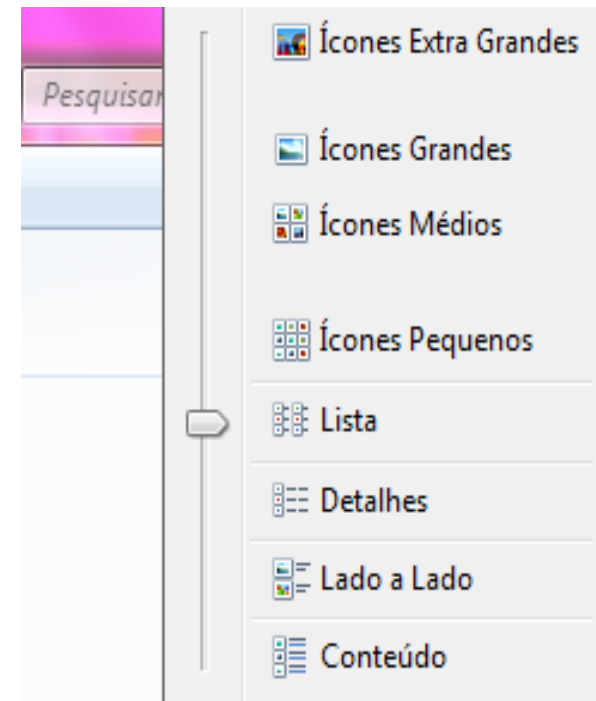 Ícones Extra Grandes
Pesquisar
Ícones Grandes
Ícones Médios
Ícones Pequenos
Lista
Detalhes
Lado a Lado
Conteúdo